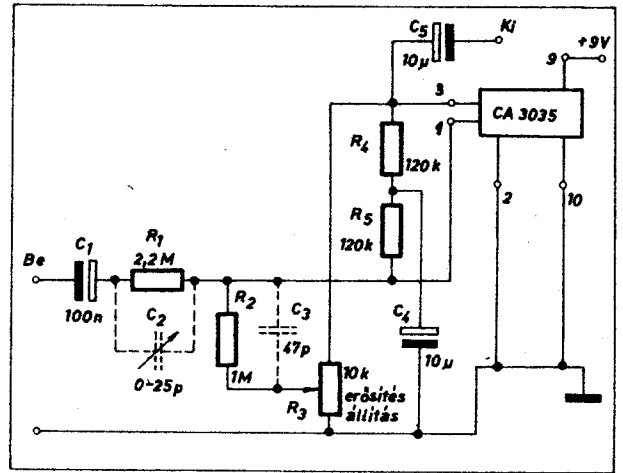 C5
Ki
10µ
+9V
9
3
CA 3035
1
R4
120k
2
10
R5
120k
Be
C1
R1
2,2M
100n
C2
0-25p
R2
1M
C3
47p
C4
10µ
R3
10k
erősítés
állítás